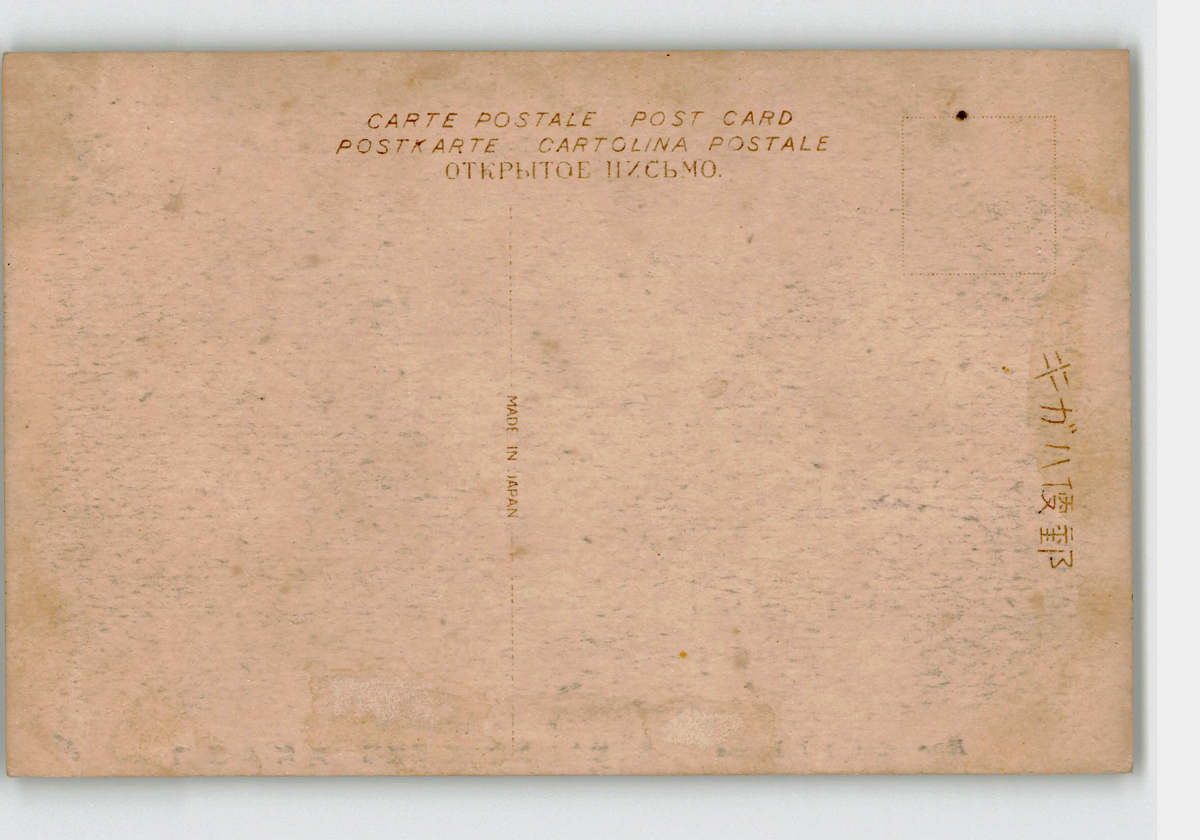 CARTE POSTALE POST CARD
POSTKARTE CARTOLINA POSTALE
ОТКРЫТОЕ ПИСЬМО.
MADE IN JAPAN
キガハ便郵